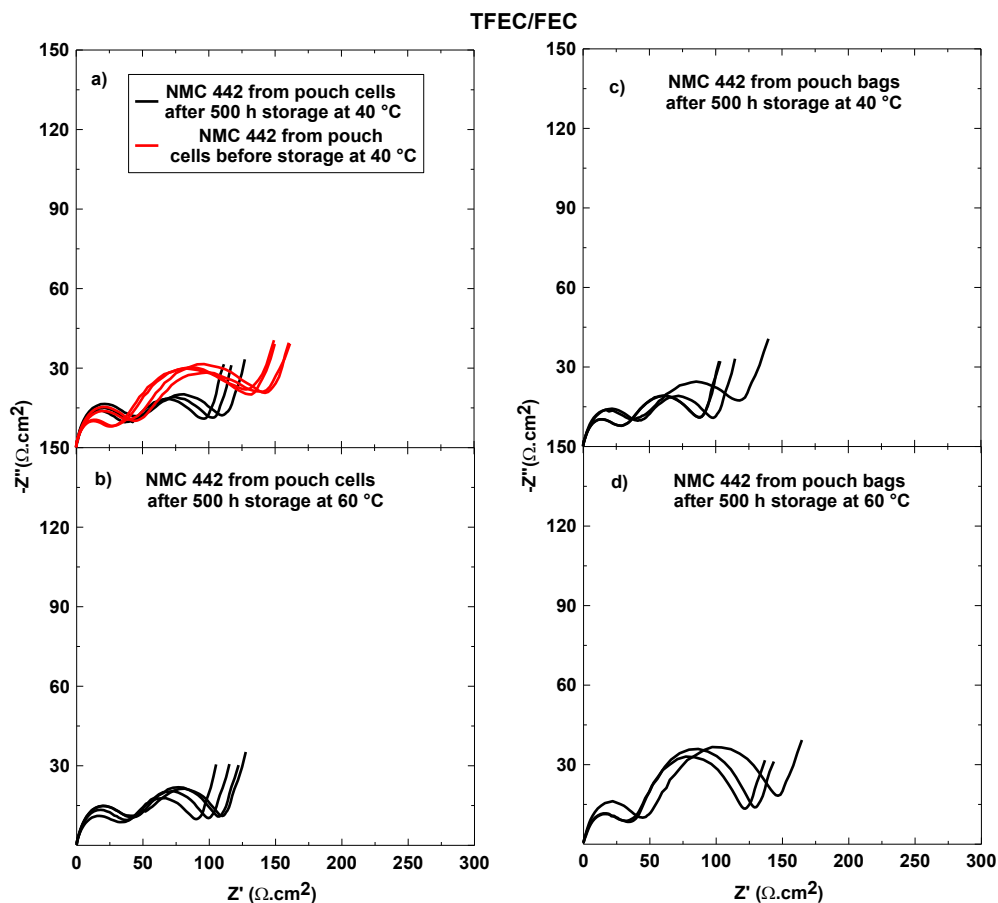 TFEC/FEC
a)
NMC 442 from pouch cells
after 500 h storage at 40 °C
NMC 442 from pouch
cells before storage at 40 °C
150
120
90
60
30
150
-Z''(Ω.cm2)
b)
NMC 442 from pouch cells
after 500 h storage at 60 °C
120
90
60
30
0
0 50 100 150 200 250 300
Z' (Ω.cm2)
c)
NMC 442 from pouch bags
after 500 h storage at 40 °C
150
120
90
60
30
150
-Z''(Ω.cm2)
d)
NMC 442 from pouch bags
after 500 h storage at 60 °C
120
90
60
30
0
0 50 100 150 200 250 300
Z' (Ω.cm2)